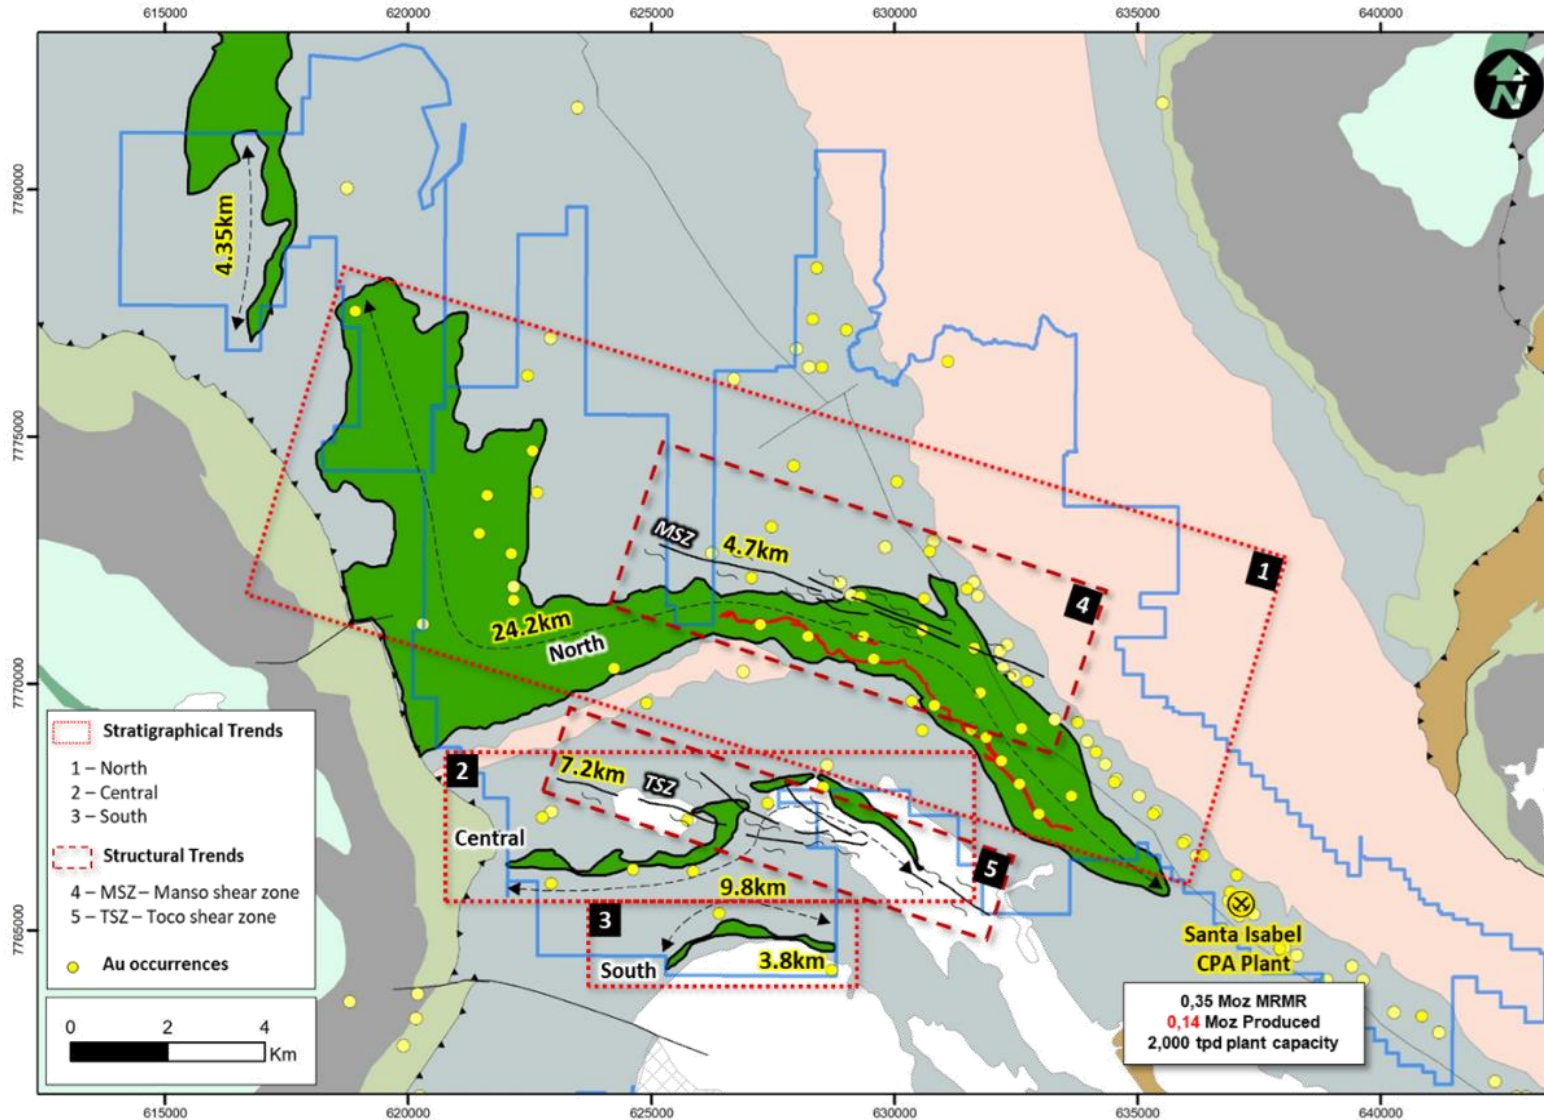 615000
620000
625000
630000
635000
640000
N
7780000
7775000
7770000
7765000
4.35km
MSZ
4.7km
1
4
24.2km
North
Stratigraphical Trends
1 – North
2 – Central
3 – South
Structural Trends
4 – MSZ – Manso shear zone
5 – TSZ – Toco shear zone
Au occurrences
0
2
4
Km
2
7.2km
TSZ
Central
5
9.8km
3
South
3.8km
Santa Isabel
CPA Plant
0,35 Moz MRMR
0,14 Moz Produced
2,000 tpd plant capacity
615000
620000
625000
630000
635000
640000